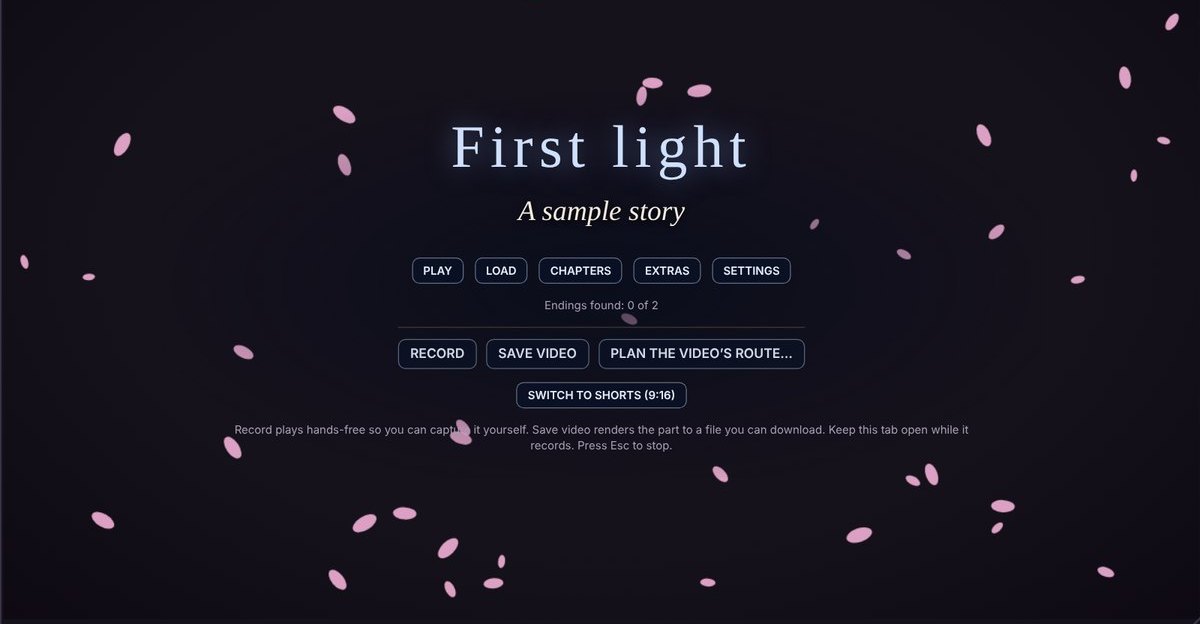 First light
A sample story
PLAY LOAD CHAPTERS EXTRAS SETTINGS
Endings found: 0 of 2
RECORD SAVE VIDEO PLAN THE VIDEO’S ROUTE…
SWITCH TO SHORTS (9:16)
Record plays hands-free so you can capture it yourself. Save video renders the part to a file you can download. Keep this tab open while it
records. Press Esc to stop.